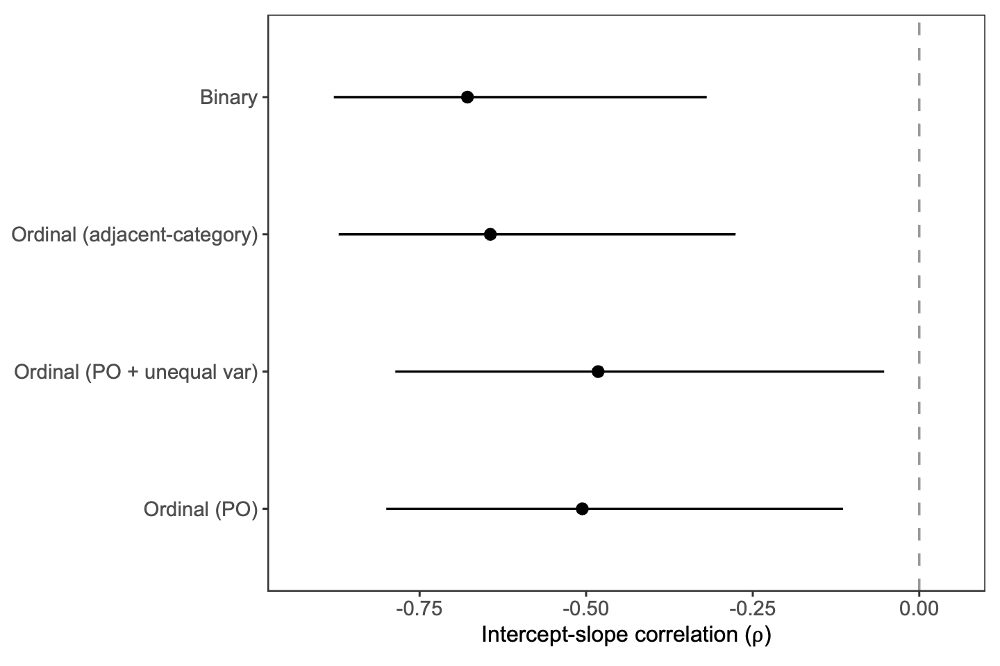 Binary
Ordinal (adjacent-category)
Ordinal (PO + unequal var)
Ordinal (PO)
-0.75 -0.50 -0.25 0.00
Intercept-slope correlation (ρ)